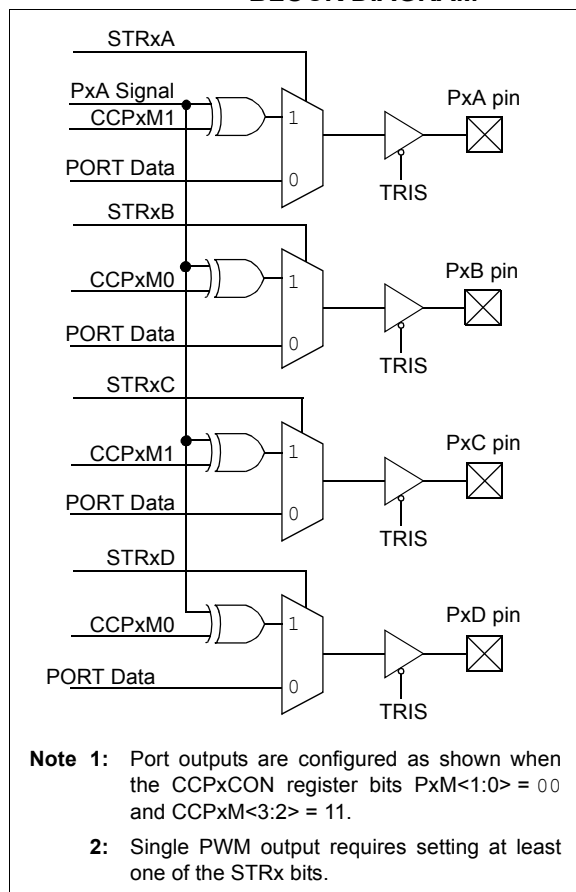 STRxA
PxA Signal
CCPxM1
1
PORT Data
0
TRIS
PxA pin
STRxB
CCPxM0
1
PORT Data
0
TRIS
PxB pin
STRxC
CCPxM1
1
PORT Data
0
TRIS
PxC pin
STRxD
CCPxM0
1
PORT Data
0
TRIS
PxD pin
Note 1: Port outputs are configured as shown when
the CCPxCON register bits PxM<1:0> = 00
and CCPxM<3:2> = 11.
2: Single PWM output requires setting at least
one of the STRx bits.